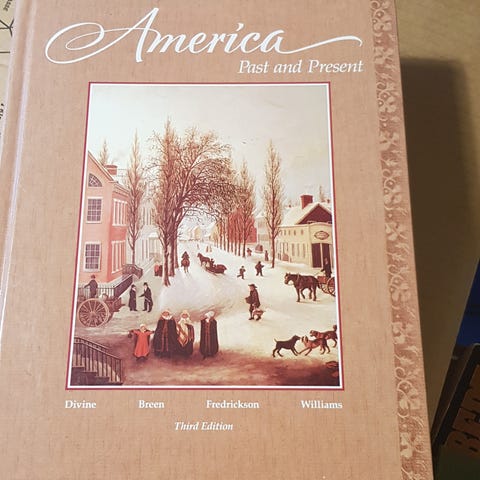 America
Past and Present
Divine Breen Fredrickson Williams
Third Edition